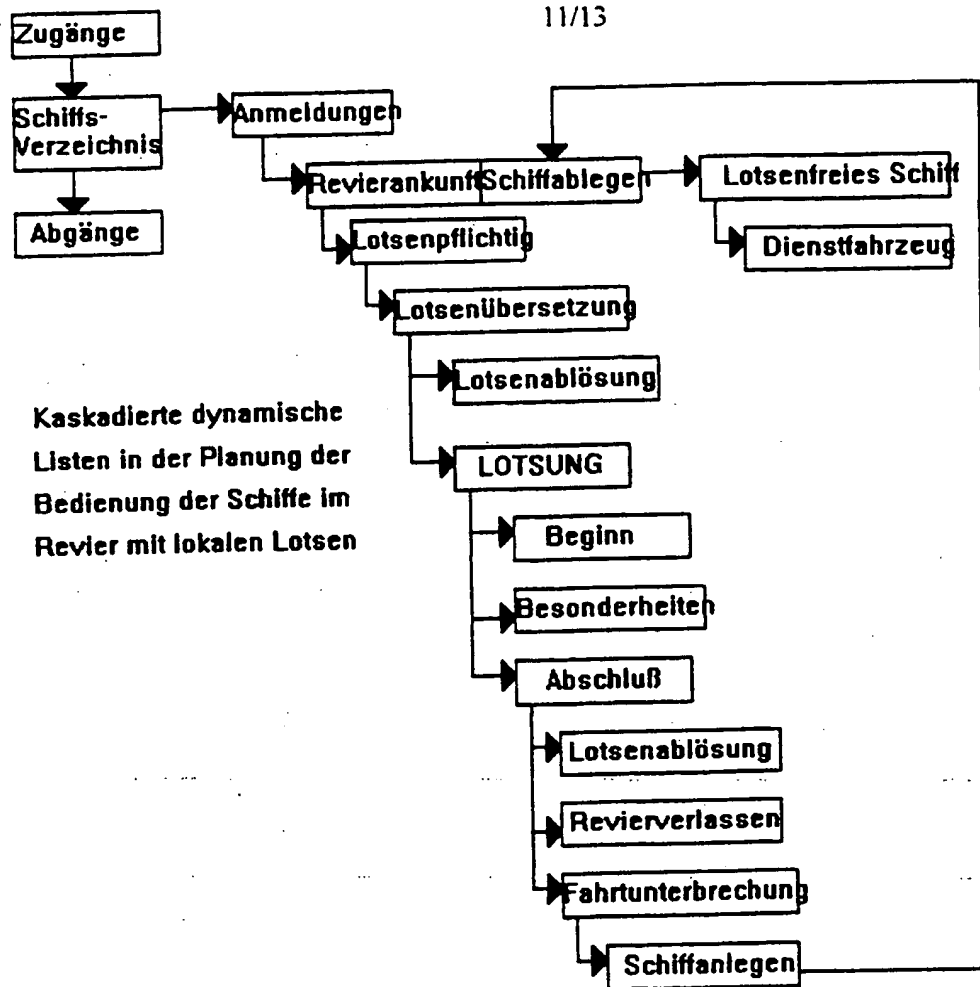 11/13
Zugänge
Schiffs-
Verzeichnis
Anmeldungen
Abgänge
Revierankunft
Schiffablegen
Lotsenfreies Schiff
Lotsenpflichtig
Dienstfahrzeug
Lotsenübersetzung
Lotsenablösung
Kaskadierte dynamische
Listen in der Planung der
Bedienung der Schiffe im
Revier mit lokalen Lotsen
LOTSUNG
Beginn
Besonderheiten
Abschluß
Lotsenablösung
Revierverlassen
Fahrtunterbrechung
Schiffanlegen